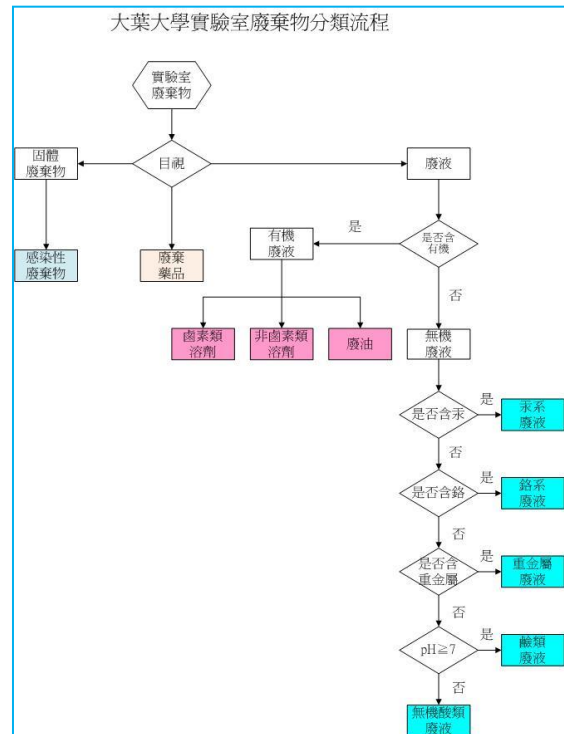 大葉大學實驗室廢棄物分類流程
實驗室
廢棄物
固體
廢棄物
目視
廢液
感染性
廢棄物
廢棄
藥品
有機
廢液
是
是否含
有機
否
鹵素類
溶劑
非鹵素類
溶劑
廢油
無機
廢液
是否含汞
是
汞系
廢液
否
是否含鉻
是
鉻系
廢液
否
是否含
重金屬
是
重金屬
廢液
否
pH≧7
是
鹼類
廢液
否
無機酸類
廢液